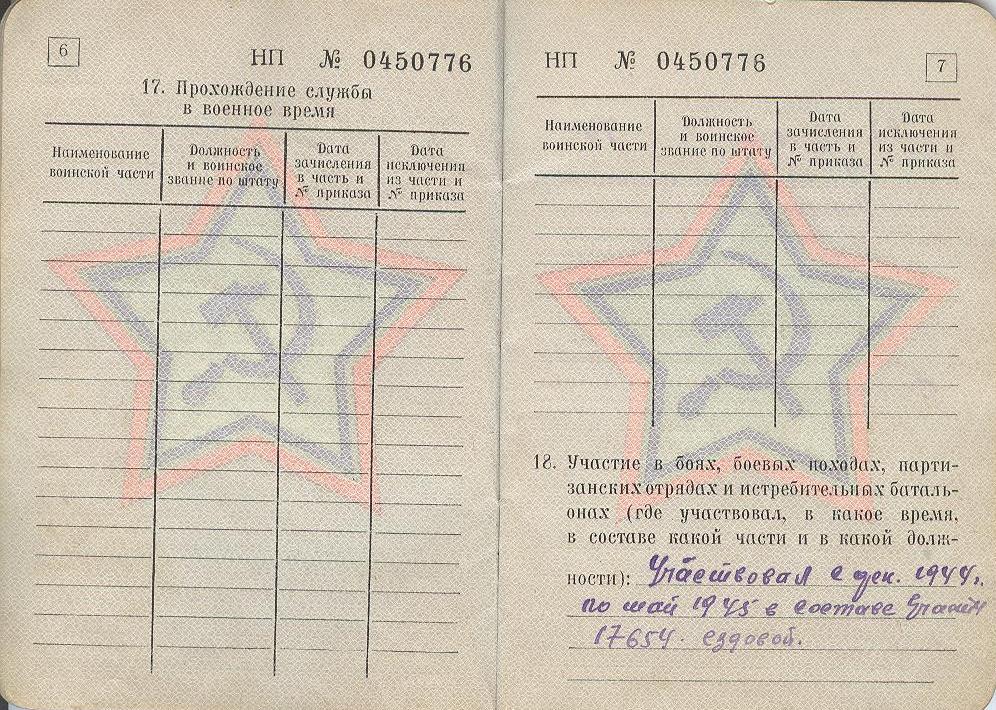 6
НП № 0450776
17. Прохождение службы
в военное время
Наименование воинской части
Должность и воинское звание по штату
Дата зачисления в часть и № приказа
Дата исключения из части и № приказа
НП № 0450776
7
Наименование воинской части
Должность и воинское звание по штату
Дата зачисления в часть и № приказа
Дата исключения из части и № приказа
18. Участие в боях, боевых походах, парти-
занских отрядах и истребительных баталь-
онах (где участвовал, в какое время,
в составе какой части и в какой долж-
ности): Участвовал с дек. 1944 г.
по май 1945 в составе
17654. ездовой.